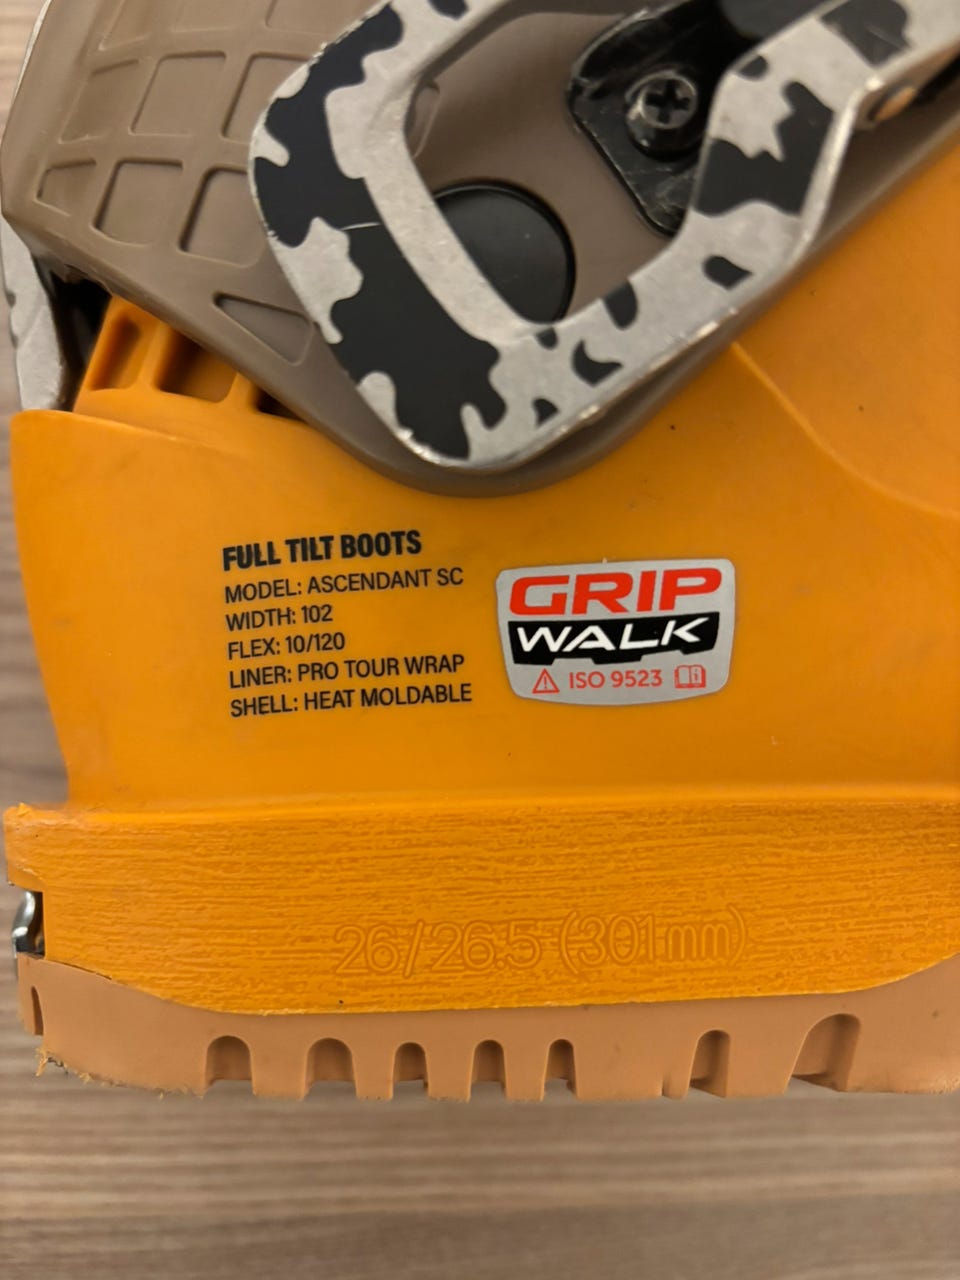 FULL TILT BOOTS
MODEL: ASCENDANT SC
WIDTH: 102
FLEX: 10/120
LINER: PRO TOUR WRAP
SHELL: HEAT MOLDABLE
GRIP
WALK
ISO 9523
26/26.5 (301mm)